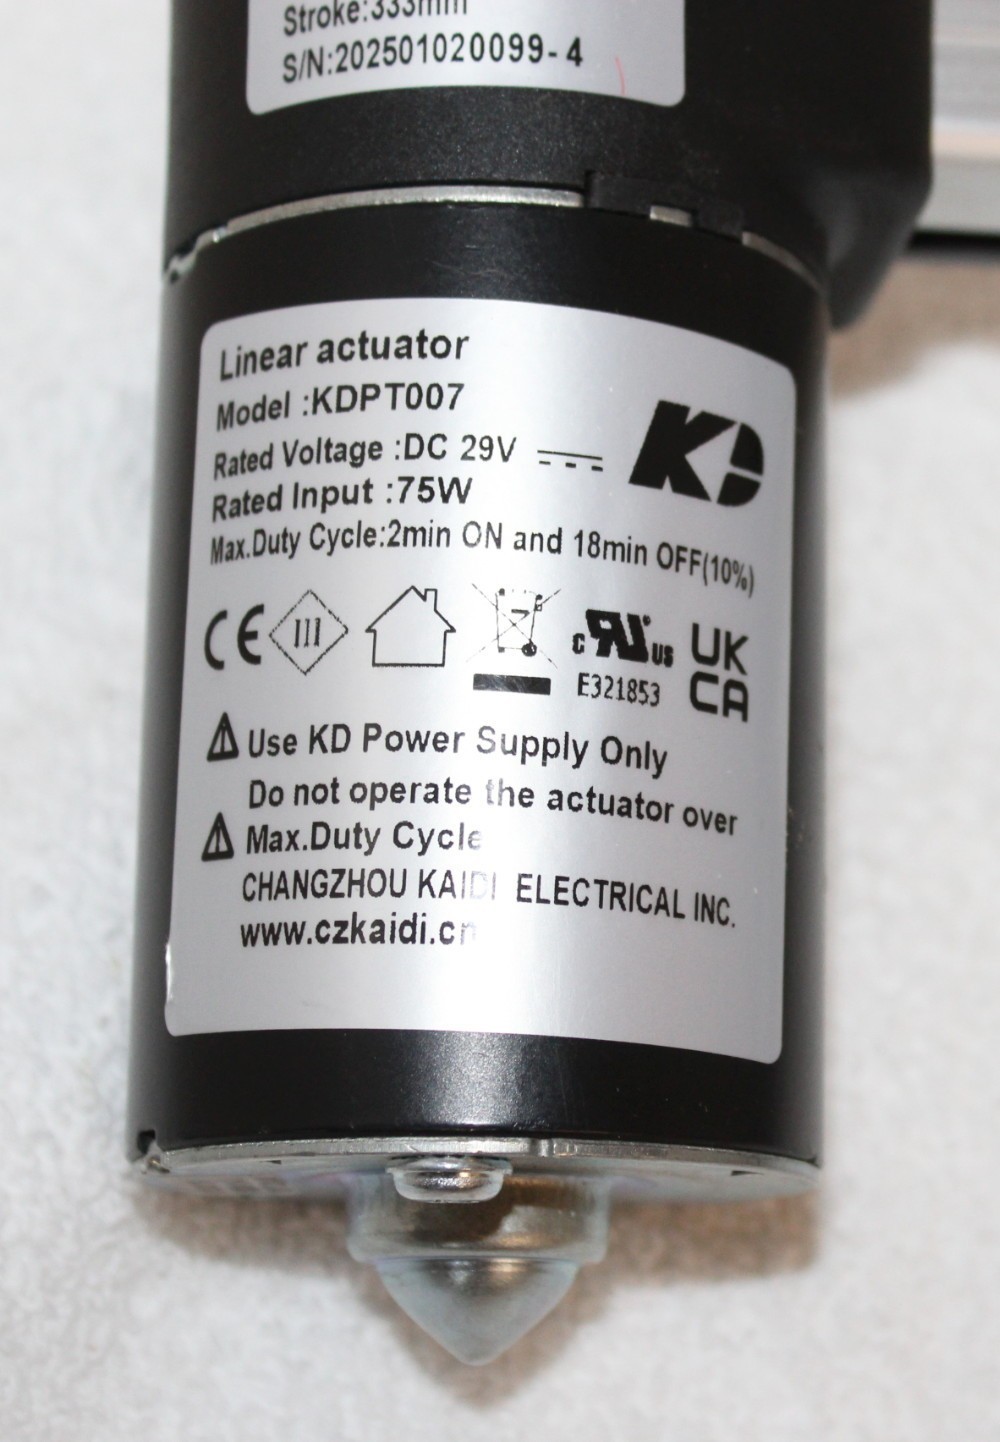 Stroke:333mm
S/N:202501020099-4
Linear actuator
Model :KDPT007
Rated Voltage :DC 29V
KD
Rated Input :75W
Max.Duty Cycle:2min ON and 18min OFF(10%)
CE III c RU US UK CA
E321853
Use KD Power Supply Only
Do not operate the actuator over
Max.Duty Cycle
CHANGZHOU KAIDI ELECTRICAL INC.
www.czkaidi.cn